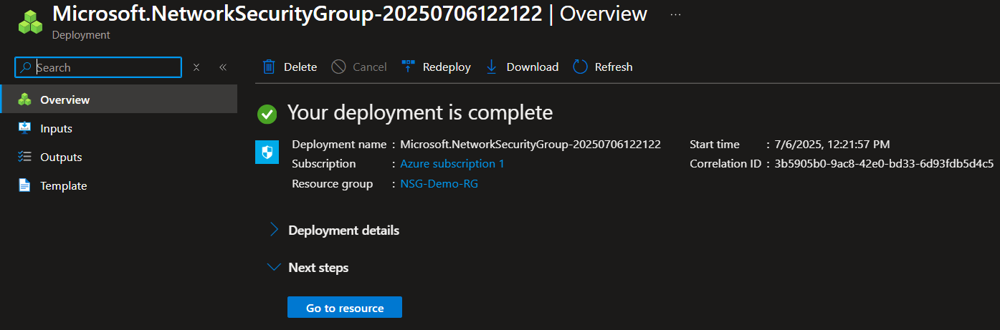 Microsoft.NetworkSecurityGroup-20250706122122 | Overview ...
Deployment
Search
Overview
Inputs
Outputs
Template
Delete Cancel Redeploy Download Refresh
Your deployment is complete
Deployment name : Microsoft.NetworkSecurityGroup-20250706122122 Start time : 7/6/2025, 12:21:57 PM
Subscription : Azure subscription 1 Correlation ID : 3b5905b0-9ac8-42e0-bd33-6d93fdb5d4c5
Resource group : NSG-Demo-RG
Deployment details
Next steps
Go to resource